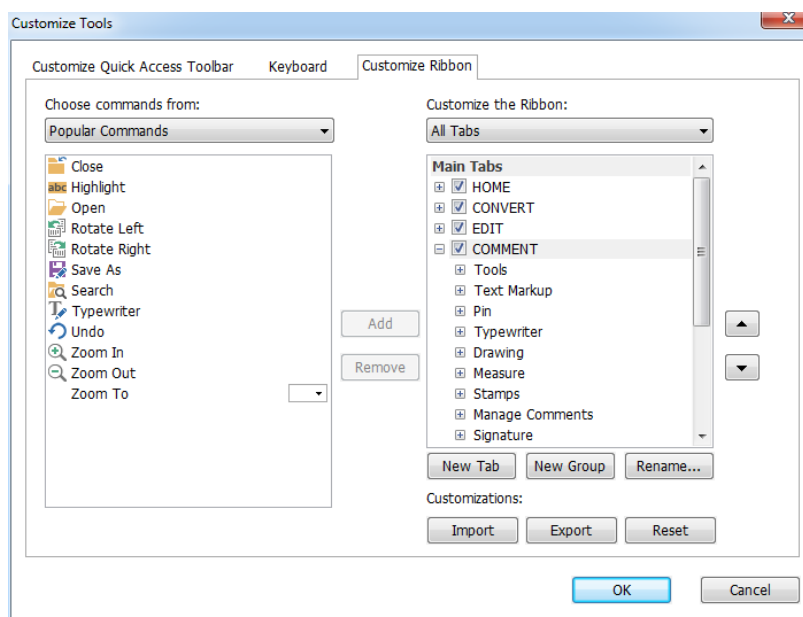 Customize Tools
Customize Quick Access Toolbar Keyboard Customize Ribbon
Choose commands from:
Popular Commands
Close
abc Highlight
Open
Rotate Left
Rotate Right
Save As
Search
Typewriter
Undo
Zoom In
Zoom Out
Zoom To
Add
Remove
Customize the Ribbon:
All Tabs
Main Tabs
HOME
CONVERT
EDIT
COMMENT
Tools
Text Markup
Pin
Typewriter
Drawing
Measure
Stamps
Manage Comments
Signature
New Tab New Group Rename...
Customizations:
Import Export Reset
OK Cancel